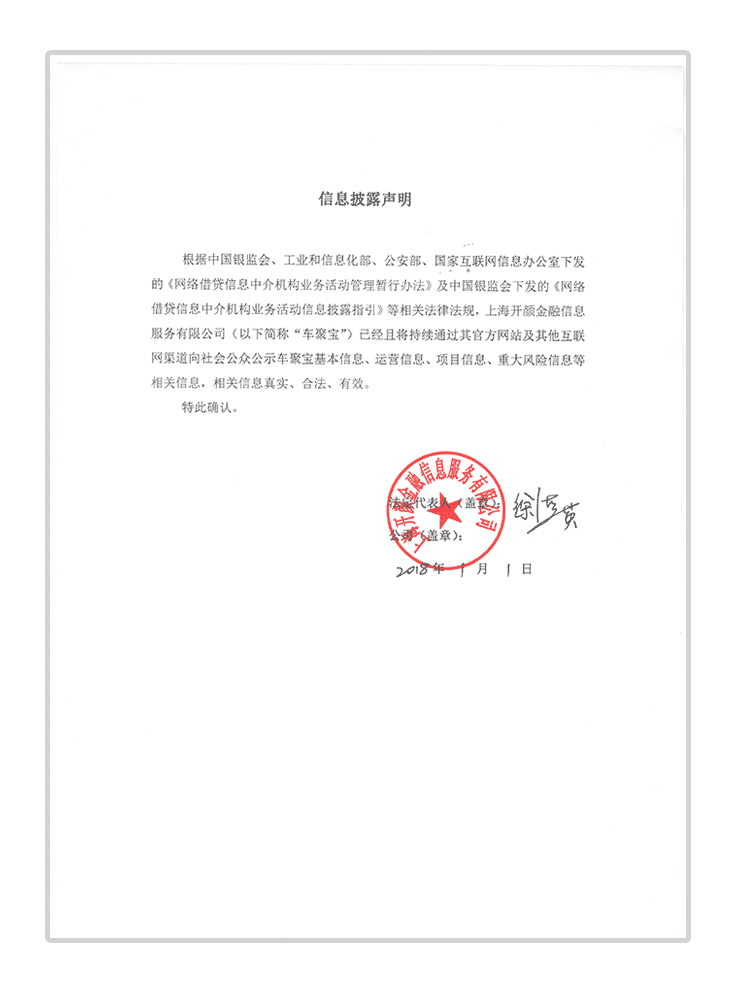 信息披露声明
根据中国银监会、工业和信息化部、公安部、国家互联网信息办公室下发
的《网络借贷信息中介机构业务活动管理暂行办法》及中国银监会下发的《网络
借贷信息中介机构业务活动信息披露指引》等相关法律法规，上海开颜金融信息
服务有限公司（以下简称“车聚宝”）已经且将持续通过其官方网站及其他互联
网渠道向社会公众公示车聚宝基本信息、运营信息、项目信息、重大风险信息等
相关信息，相关信息真实、合法、有效。
特此确认。
上海开颜金融信息服务有限公司
法定代表人（盖章）：
公司（盖章）：
2018年 1 月 1 日